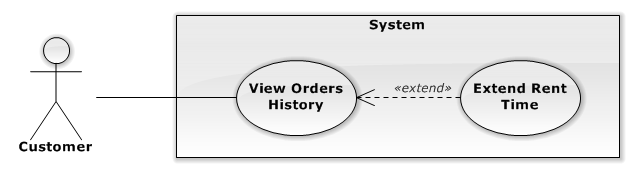 System
View Orders
History
«extend»
Extend Rent
Time
Customer